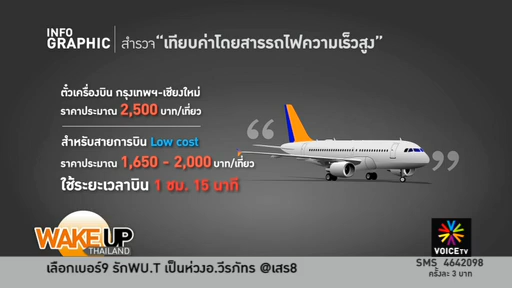 INFO
GRAPHIC
สำรวจ “เทียบค่าโดยสารรถไฟความเร็วสูง”
ตั๋วเครื่องบิน กรุงเทพฯ-เชียงใหม่
ราคาประมาณ 2,500 บาท/เที่ยว
สำหรับสายการบิน Low cost
ราคาประมาณ 1,650 - 2,000 บาท/เที่ยว
ใช้ระยะเวลาบิน 1 ชม. 15 นาที
WAKE UP
THAILAND
VOICE TV
เลือกเบอร์9 รักPU.T เป็นห่วงอ.วีรภัทร @เสร8
SMS 4642098
ครั้งละ 3 บาท